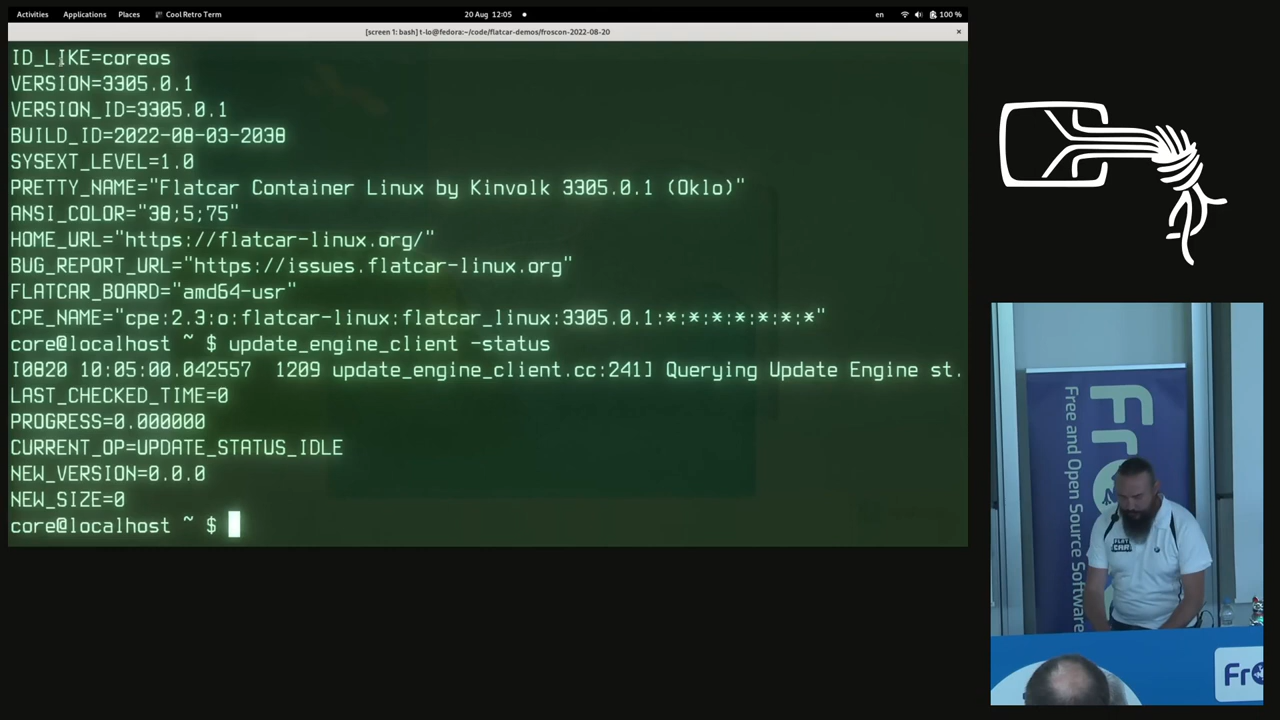 Activities Applications Places Cool Retro Term 20 Aug 12:05 en 100 %
[screen 1: bash] t-lo@fedora:~/code/flatcar-demos/froscon-2022-08-20
ID_LIKE=coreos
VERSION=3305.0.1
VERSION_ID=3305.0.1
BUILD_ID=2022-08-03-2038
SYSEXT_LEVEL=1.0
PRETTY_NAME="Flatcar Container Linux by Kinvolk 3305.0.1 (Oklo)"
ANSI_COLOR="38;5;75"
HOME_URL="https://flatcar-linux.org/"
BUG_REPORT_URL="https://issues.flatcar-linux.org"
FLATCAR_BOARD="amd64-usr"
CPE_NAME="cpe:2.3:o:flatcar-linux:flatcar_linux:3305.0.1:*:*:*:*:*:*:*"
core@localhost ~ $ update_engine_client -status
I0820 10:05:00.042557  1209 update_engine_client.cc:241] Querying Update Engine st.
LAST_CHECKED_TIME=0
PROGRESS=0.000000
CURRENT_OP=UPDATE_STATUS_IDLE
NEW_VERSION=0.0.0
NEW_SIZE=0
core@localhost ~ $
Free and Open Source Software
FLAT
CAR